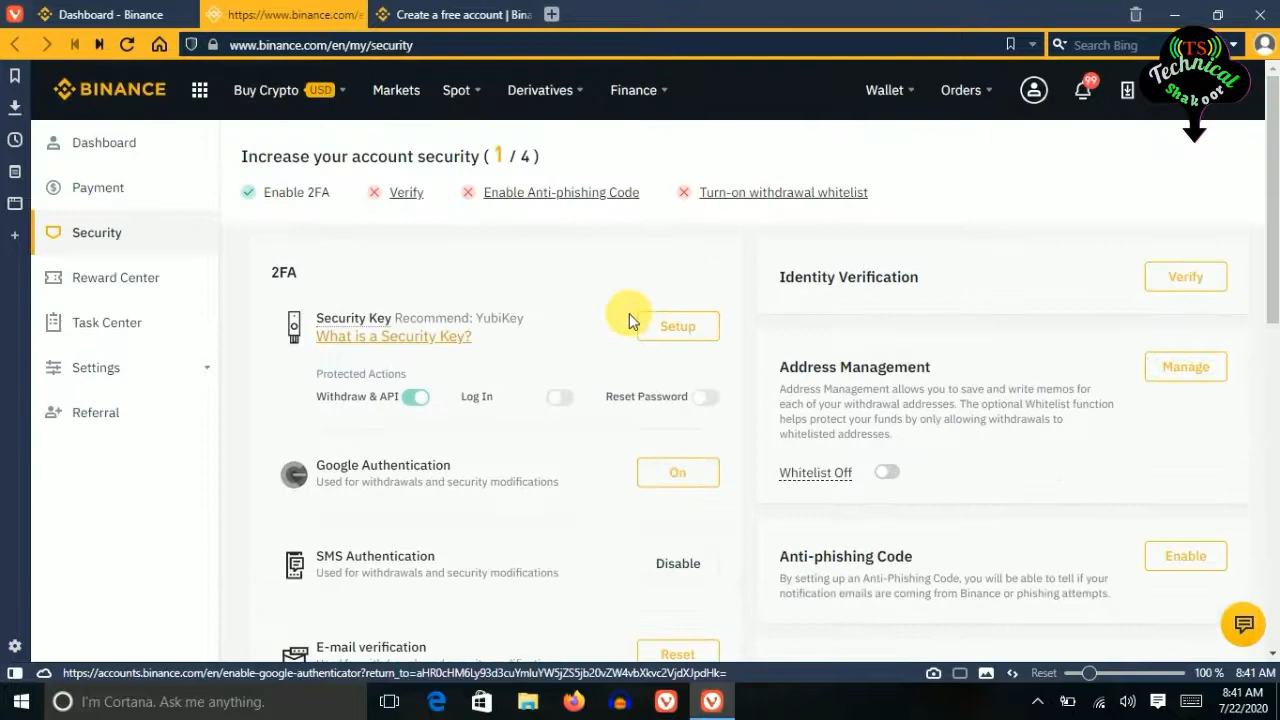 Dashboard - Binance
https://www.binance.com/e
Create a free account | Bina
www.binance.com/en/my/security
Search Bing
TS
Technical
Shakoor
BINANCE
Buy Crypto USD
Markets
Spot
Derivatives
Finance
Wallet
Orders
99
Dashboard
Payment
Security
Reward Center
Task Center
Settings
Referral
Increase your account security ( 1 / 4 )
Enable 2FA
Verify
Enable Anti-phishing Code
Turn-on withdrawal whitelist
2FA
Security Key Recommend: YubiKey
What is a Security Key?
Setup
Protected Actions
Withdraw & API
Log In
Reset Password
Google Authentication
Used for withdrawals and security modifications
On
SMS Authentication
Used for withdrawals and security modifications
Disable
E-mail verification
Reset
Identity Verification
Verify
Address Management
Manage
Address Management allows you to save and write memos for
each of your withdrawal addresses. The optional Whitelist function
helps protect your funds by only allowing withdrawals to
whitelisted addresses.
Whitelist Off
Anti-phishing Code
Enable
By setting up an Anti-Phishing Code, you will be able to tell if your
notification emails are coming from Binance or phishing attempts.
https://accounts.binance.com/en/enable-google-authenticator?return_to=aHR0cHM6Ly93d3cuYmluYW5jZS5jb20vZW4vbXkvc2VjdXJpdHk=
Reset
100 %
8:41 AM
I'm Cortana. Ask me anything.
8:41 AM
7/22/2020